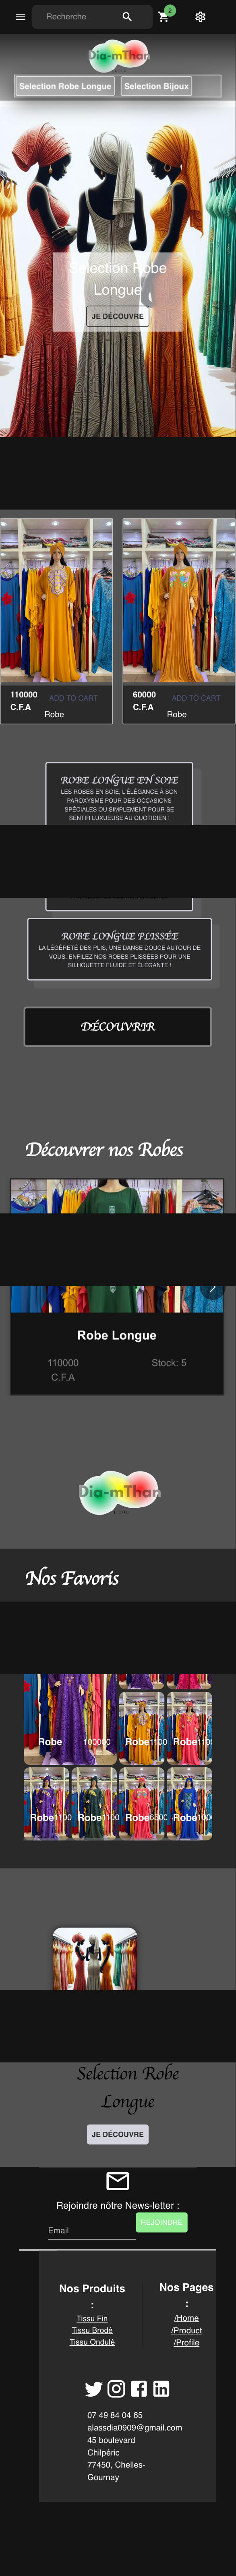 Recherche
2
Dia-mThan
Selection Robe Longue
Selection Bijoux
Selection Robe
Longue
JE DÉCOUVRE
110000
C.F.A
ADD TO CART
Robe
60000
C.F.A
ADD TO CART
Robe
ROBE LONGUE EN SOIE
LES ROBES EN SOIE, L'ÉLÉGANCE À SON
PAROXYSME POUR DES OCCASIONS
SPÉCIALES OU SIMPLEMENT POUR SE
SENTIR LUXUEUSE AU QUOTIDIEN !
ROBE LONGUE PLISSÉE
LA LÉGÈRETÉ DES PLIS, UNE DANSE DOUCE AUTOUR DE
VOUS. ENFILEZ NOS ROBES PLISSÉES POUR UNE
SILHOUETTE FLUIDE ET ÉLÉGANTE !
DÉCOUVRIR
Découvrer nos Robes
Robe Longue
110000
C.F.A
Stock: 5
Dia-mThan
Nos Favoris
Robe
100000
Robe
Robe
Robe
Robe
Robe
Robe
Selection Robe
Longue
JE DÉCOUVRE
Rejoindre nôtre News-letter :
Email
REJOINDRE
Nos Produits
:
Tissu Fin
Tissu Brodé
Tissu Ondulé
Nos Pages
:
/Home
/Product
/Profile
07 49 84 04 65
alassdia0909@gmail.com
45 boulevard
Chilpéric
77450, Chelles-
Gournay